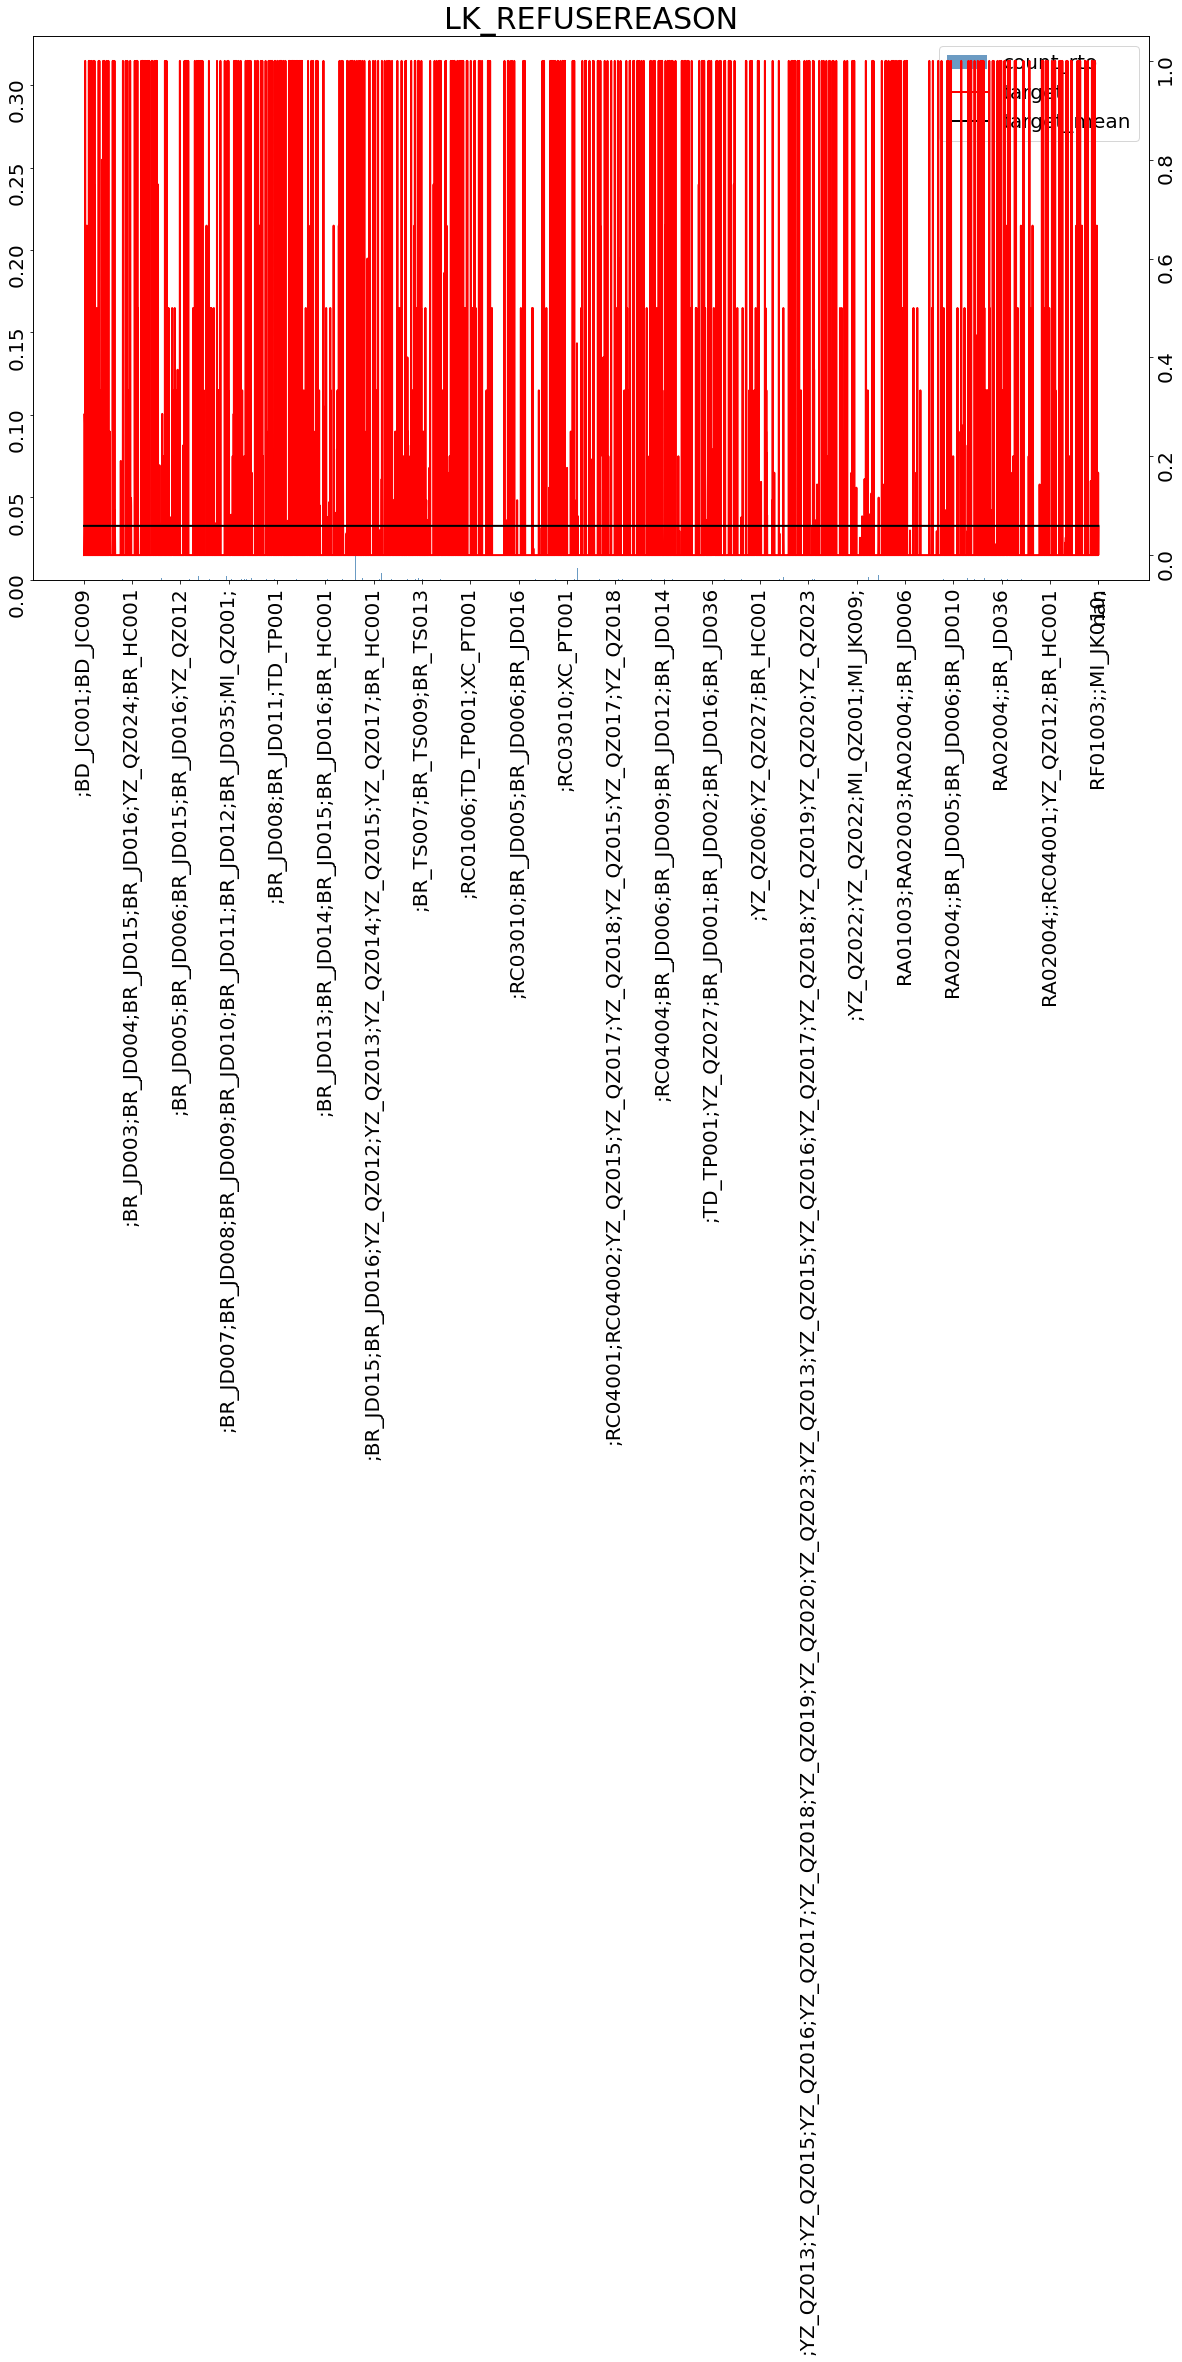 LK_REFUSEREASON
count_rto
target
target_mean
0.30
0.25
0.20
0.15
0.10
0.05
0.00
1.0
0.8
0.6
0.4
0.2
0.0
;BD_JC001;BD_JC009
;BR_JD003;BR_JD004;BR_JD015;BR_JD016;YZ_QZ024;BR_HC001
;BR_JD005;BR_JD006;BR_JD015;BR_JD016;YZ_QZ012
;BR_JD007;BR_JD008;BR_JD009;BR_JD010;BR_JD011;BR_JD012;BR_JD035;MI_QZ001;
;BR_JD008;BR_JD011;TD_TP001
;BR_JD013;BR_JD014;BR_JD015;BR_JD016;BR_HC001
;BR_JD015;BR_JD016;YZ_QZ012;YZ_QZ013;YZ_QZ014;YZ_QZ015;YZ_QZ017;BR_HC001
;BR_TS007;BR_TS009;BR_TS013
;RC01006;TD_TP001;XC_PT001
;RC03010;BR_JD005;BR_JD006;BR_JD016
;RC03010;XC_PT001
;RC04001;RC04002;YZ_QZ015;YZ_QZ017;YZ_QZ018;YZ_QZ015;YZ_QZ017;YZ_QZ018
;RC04004;BR_JD006;BR_JD009;BR_JD012;BR_JD014
;TD_TP001;YZ_QZ027;BR_JD001;BR_JD002;BR_JD016;BR_JD036
;YZ_QZ006;YZ_QZ027;BR_HC001
;YZ_QZ013;YZ_QZ015;YZ_QZ016;YZ_QZ017;YZ_QZ018;YZ_QZ019;YZ_QZ020;YZ_QZ023;YZ_QZ013;YZ_QZ015;YZ_QZ016;YZ_QZ017;YZ_QZ018;YZ_QZ019;YZ_QZ020;YZ_QZ023
;YZ_QZ022;YZ_QZ022;MI_QZ001;MI_JK009;
RA01003;RA02003;RA02004;;BR_JD006
RA02004;;BR_JD005;BR_JD006;BR_JD010
RA02004;;BR_JD036
RA02004;;RC04001;YZ_QZ012;BR_HC001
RF01003;;MI_JK010;
nan